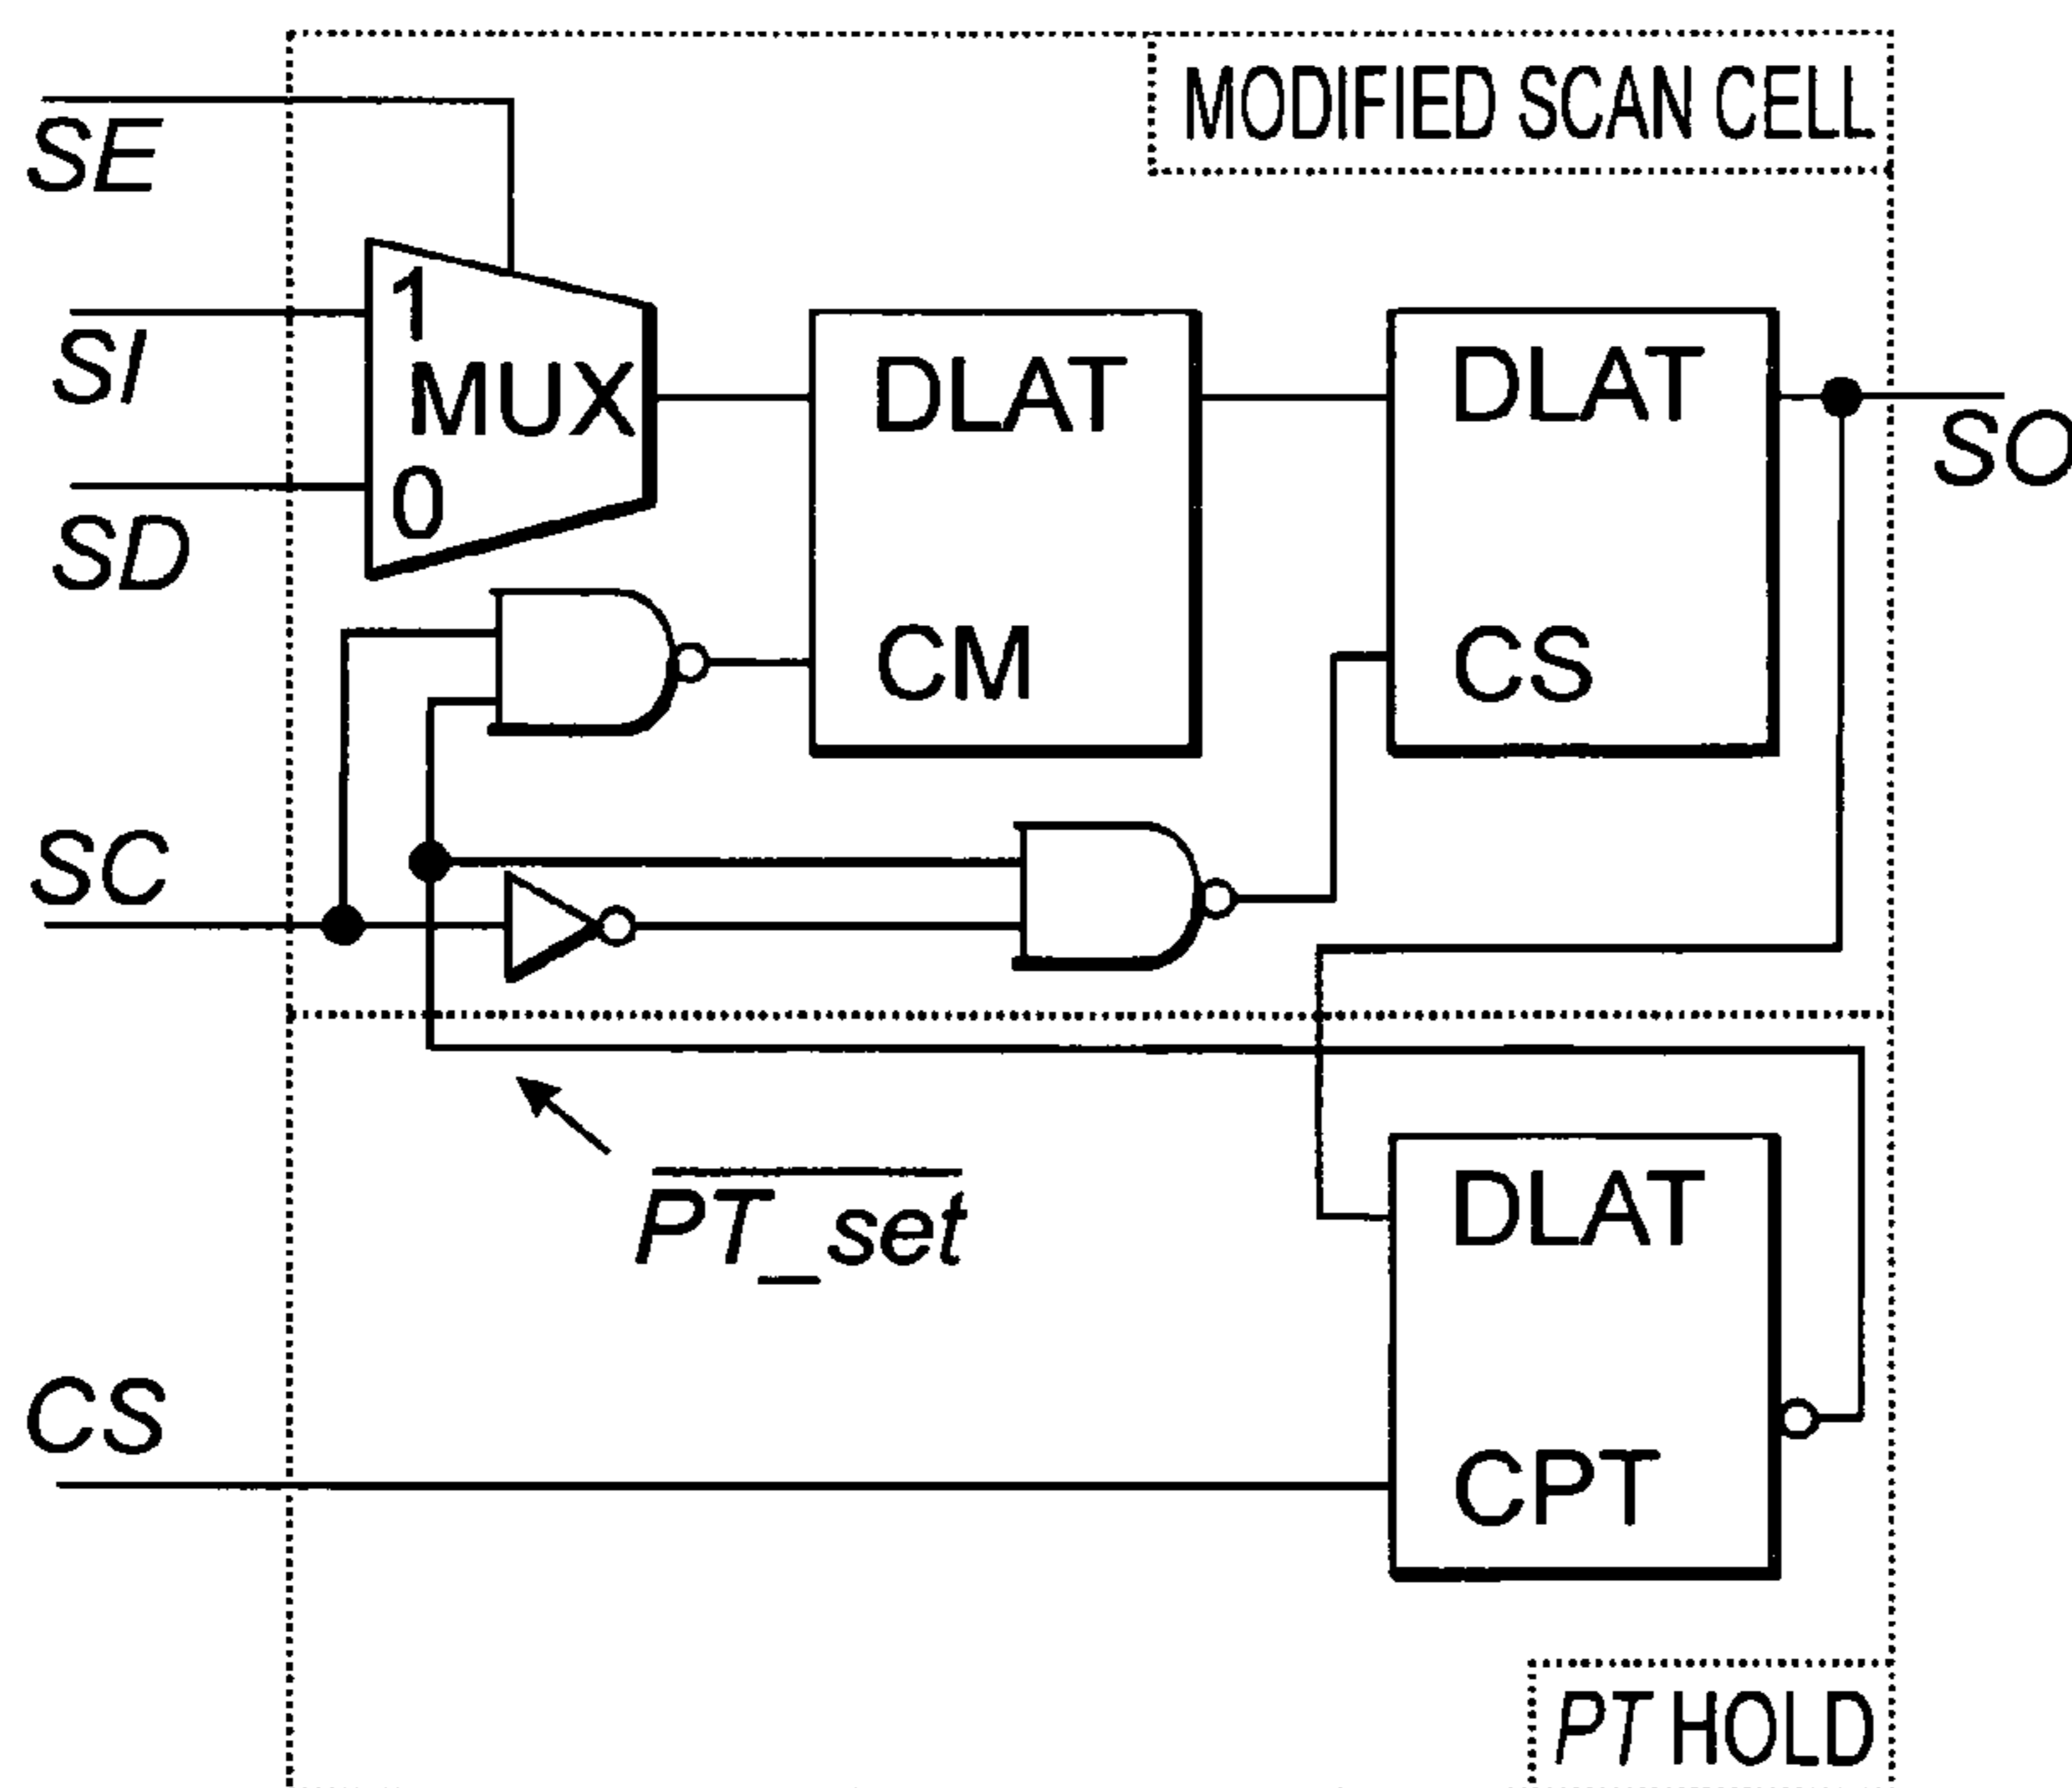 MODIFIED SCAN CELL
SE
1
SI
MUX
DLAT
DLAT
SO
0
SD
CM
CS
SC
PT_set
DLAT
CS
CPT
PT HOLD